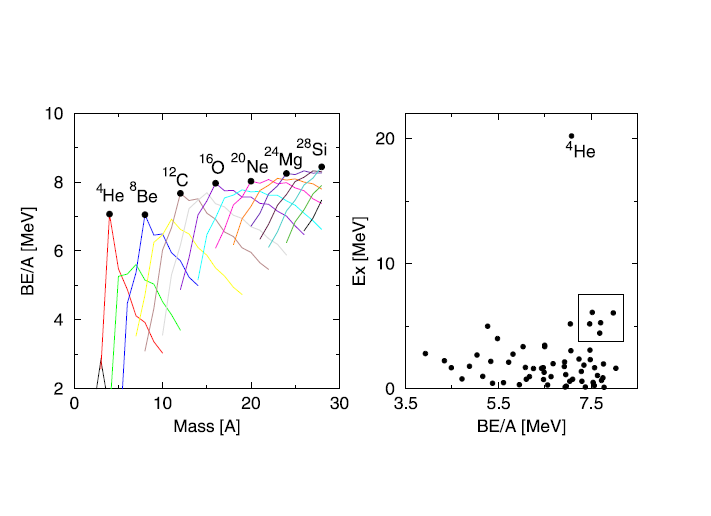 10
8
6
4
2
0
10
20
30
BE/A [MeV]
Mass [A]
4He
8Be
12C
16O
20Ne
24Mg
28Si
20
10
0
3.5
5.5
7.5
Ex [MeV]
BE/A [MeV]
4He